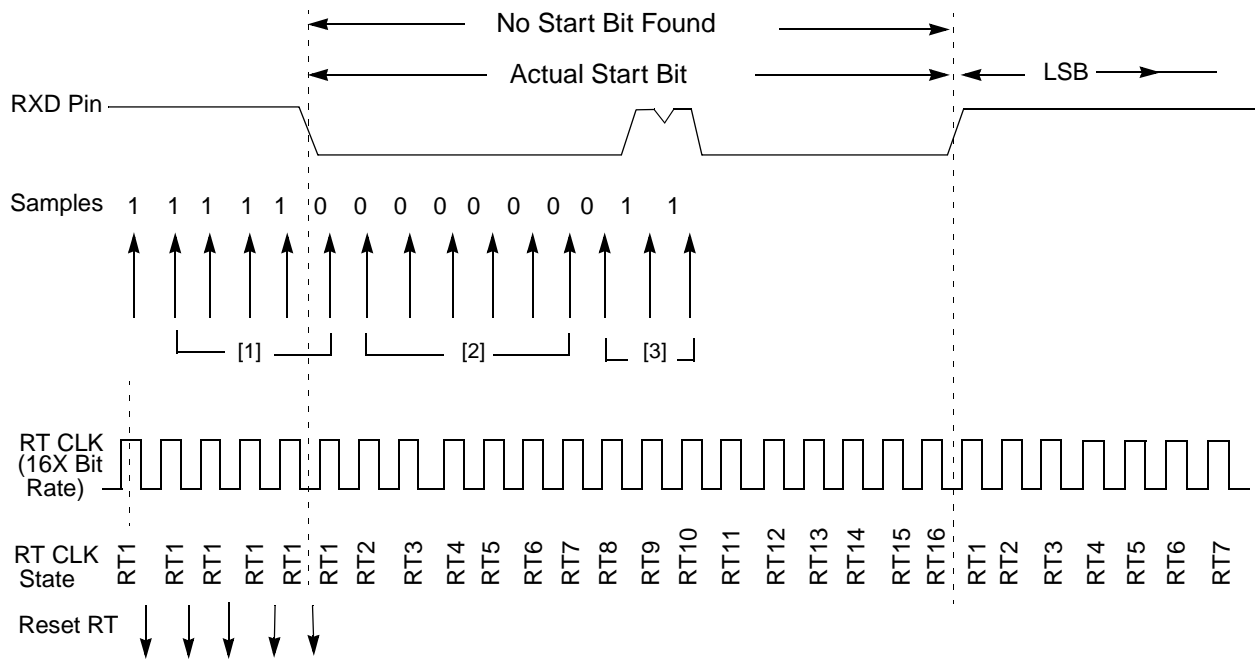 No Start Bit Found
Actual Start Bit
LSB
RXD Pin
Samples 1 1 1 1 1 0 0 0 0 0 0 0 0 1 1
[1] [2] [3]
RT CLK
(16X Bit
Rate)
RT CLK
State
RT1 RT1 RT1 RT1 RT1 RT1 RT2 RT3 RT4 RT5 RT6 RT7 RT8 RT9 RT10 RT11 RT12 RT13 RT14 RT15 RT16 RT1 RT2 RT3 RT4 RT5 RT6 RT7
Reset RT